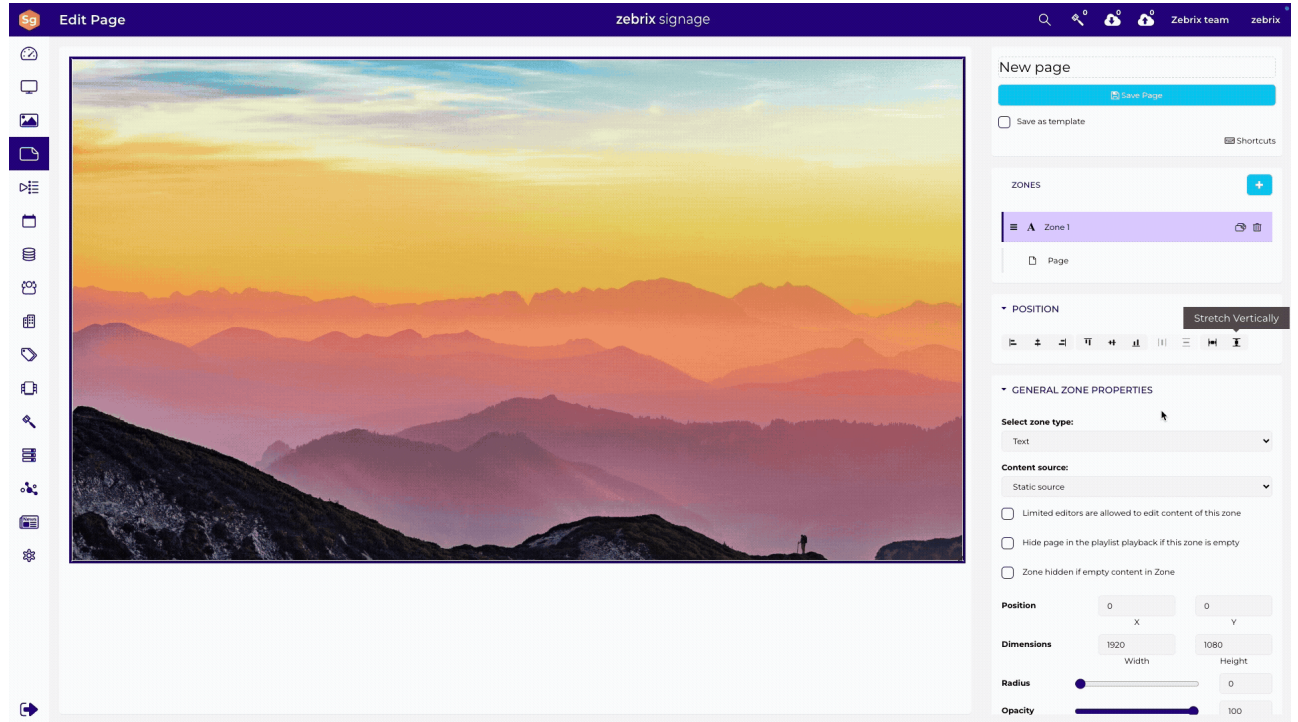 Sg Edit Page zebrix signage 0 0 0 Zebrix team zebrix
New page
Save Page
Save as template
Shortcuts
ZONES
+
A Zone 1
Page
POSITION
Stretch Vertically
GENERAL ZONE PROPERTIES
Select zone type:
Text
Content source:
Static source
Limited editors are allowed to edit content of this zone
Hide page in the playlist playback if this zone is empty
Zone hidden if empty content in Zone
Position 0 0
X Y
Dimensions 1920 1080
Width Height
Radius 0
Opacity 100